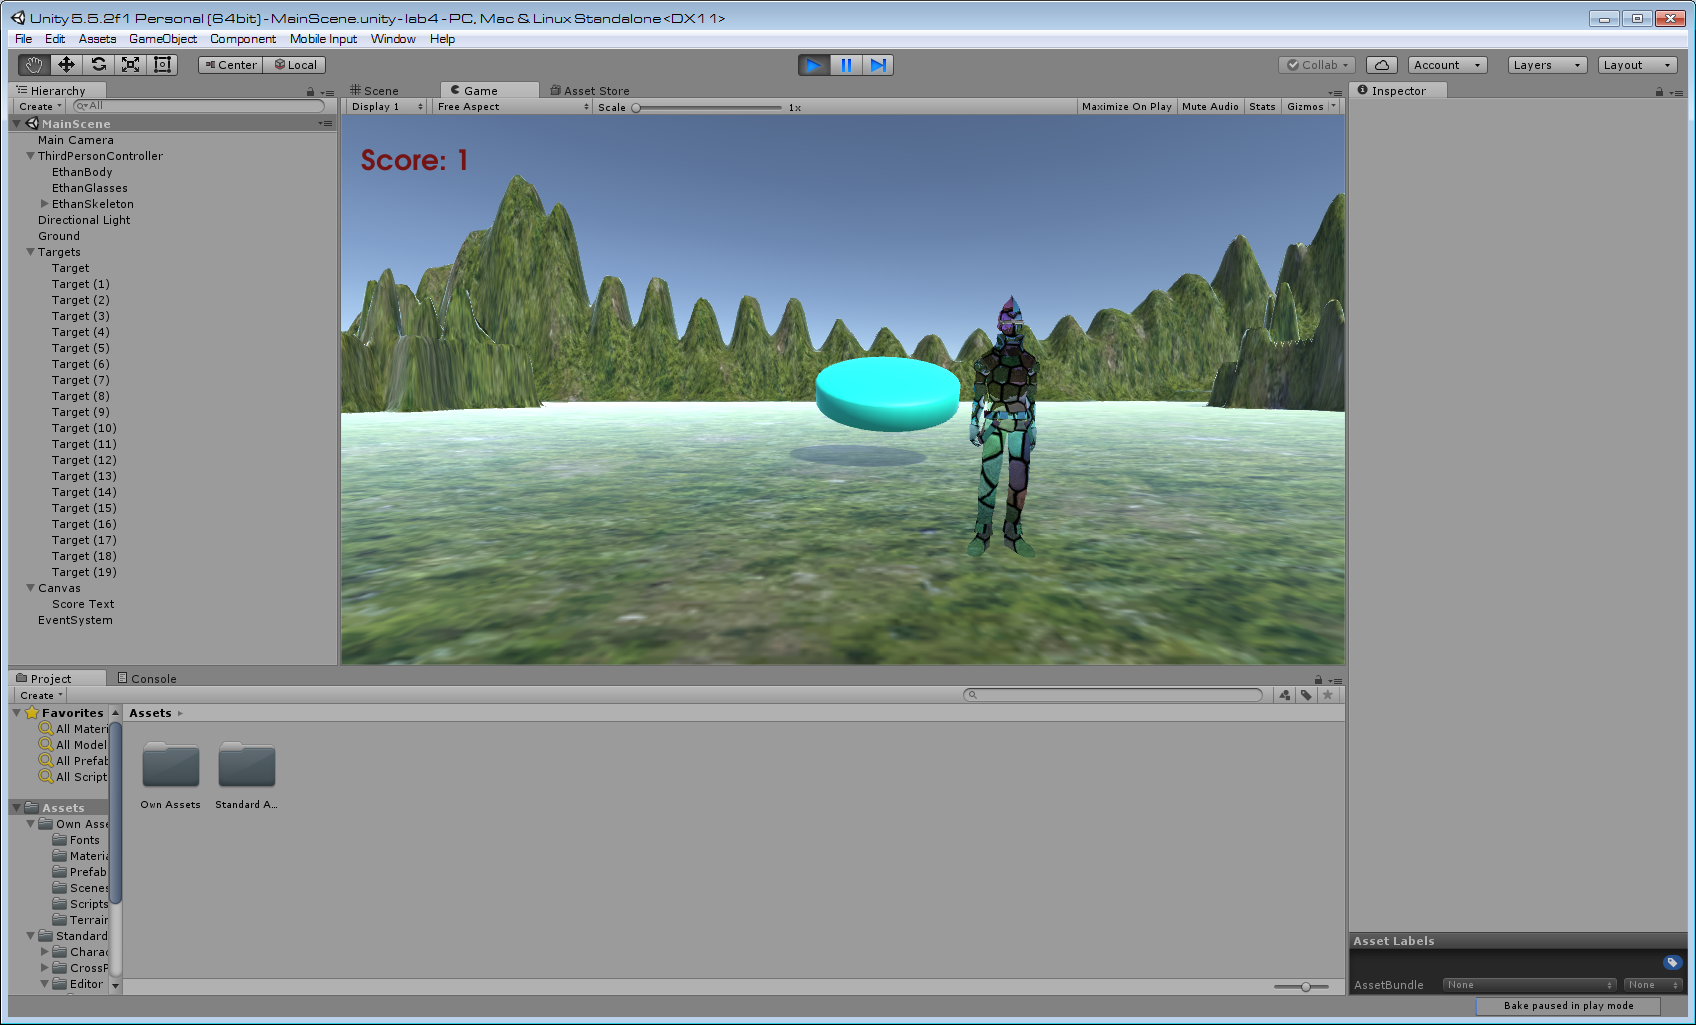 Unity 5.5.2f1 Personal (64bit) - MainScene.unity - lab4 - PC, Mac & Linux Standalone <DX11>
File Edit Assets GameObject Component Mobile Input Window Help
Center Local Collab Account Layers Layout
Hierarchy
Create All
MainScene
Main Camera
ThirdPersonController
EthanBody
EthanGlasses
EthanSkeleton
Directional Light
Ground
Targets
Target
Target (1)
Target (2)
Target (3)
Target (4)
Target (5)
Target (6)
Target (7)
Target (8)
Target (9)
Target (10)
Target (11)
Target (12)
Target (13)
Target (14)
Target (15)
Target (16)
Target (17)
Target (18)
Target (19)
Canvas
Score Text
EventSystem
Scene Game Asset Store
Display 1 Free Aspect Scale 1x Maximize On Play Mute Audio Stats Gizmos
Score: 1
Inspector
Project Console
Create
Favorites
All Materi
All Model
All Prefab
All Script
Assets
Own Asse
Fonts
Materia
Prefab
Scenes
Scripts
Terrain
Standard
Charac
CrossP
Editor
Assets
Own Assets Standard A...
Asset Labels
AssetBundle None None
Bake paused in play mode